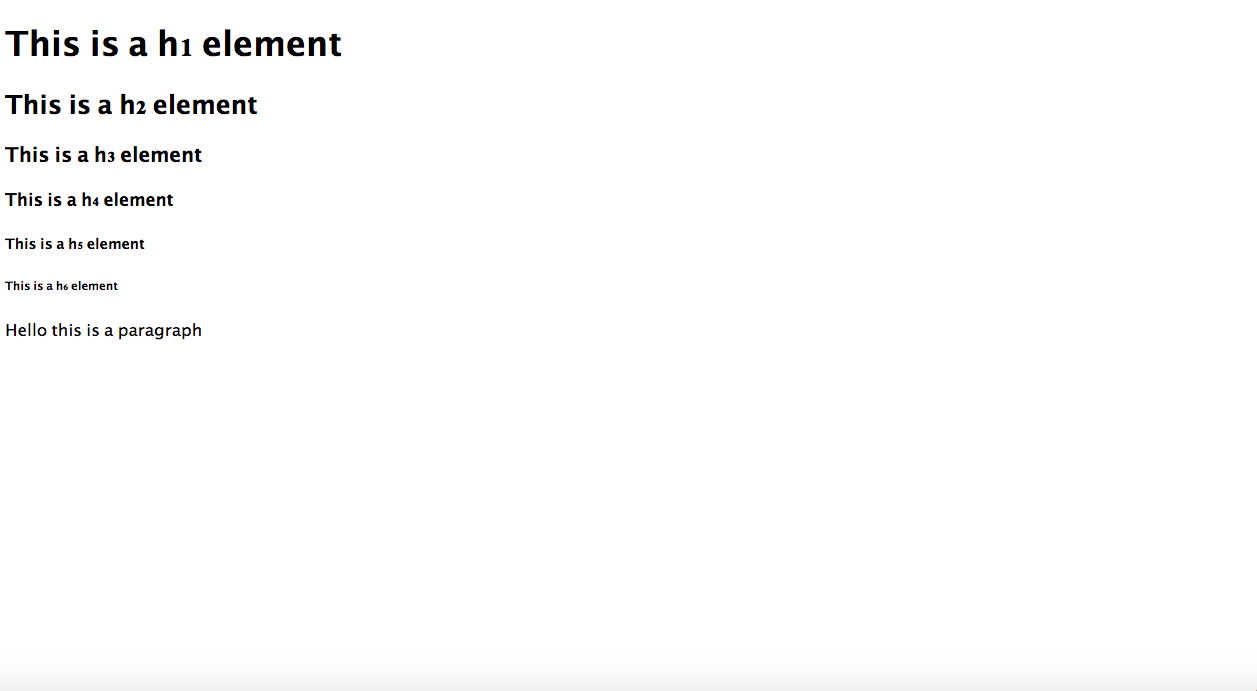 This is a h1 element
This is a h2 element
This is a h3 element
This is a h4 element
This is a h5 element
This is a h6 element
Hello this is a paragraph